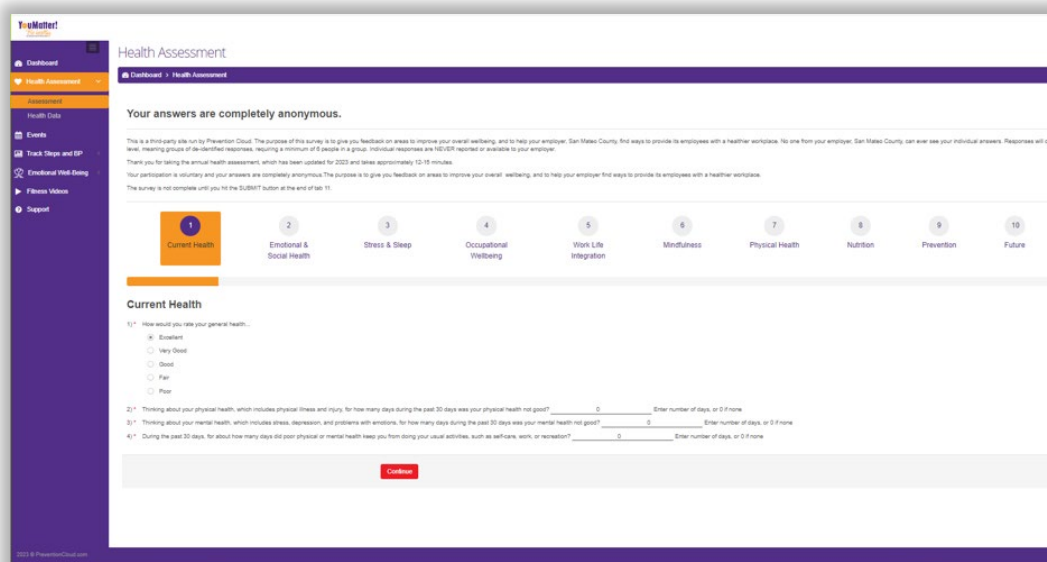 YouMatter!
Health Assessment
Dashboard
Dashboard > Health Assessment
Health Assessment
Assessment
Health Data
Events
Track Steps and BP
Emotional Well-Being
Fitness Videos
Support
Your answers are completely anonymous.
This is a third-party site run by Prevention Cloud. The purpose of this survey is to give you feedback on areas to improve your overall wellbeing, and to help your employer, San Mateo County, find ways to provide its employees with a healthier workplace. No one from your employer, San Mateo County, can ever see your individual answers. Responses will
level, meaning groups of de-identified responses, requiring a minimum of 6 people in a group. Individual responses are NEVER reported or available to your employer.
Thank you for taking the annual health assessment, which has been updated for 2023 and takes approximately 12-15 minutes.
Your participation is voluntary and your answers are completely anonymous.The purpose is to give you feedback on areas to improve your overall wellbeing, and to help your employer find ways to provide its employees with a healthier workplace.
The survey is not complete until you hit the SUBMIT button at the end of tab 11.
1 2 3 4 5 6 7 8 9 10
Current Health Emotional & Stress & Sleep Occupational Work Life Mindfulness Physical Health Nutrition Prevention Future
Social Health Wellbeing Integration
Current Health
1) * How would you rate your general health...
Excellent
Very Good
Good
Fair
Poor
2) * Thinking about your physical health, which includes physical illness and injury, for how many days during the past 30 days was your physical health not good? 0 Enter number of days, or 0 if none
3) * Thinking about your mental health, which includes stress, depression, and problems with emotions, for how many days during the past 30 days was your mental health not good? 0 Enter number of days, or 0 if none
4) * During the past 30 days, for about how many days did poor physical or mental health keep you from doing your usual activities, such as self-care, work, or recreation? 0 Enter number of days, or 0 if none
Continue
2023 © PreventionCloud.com